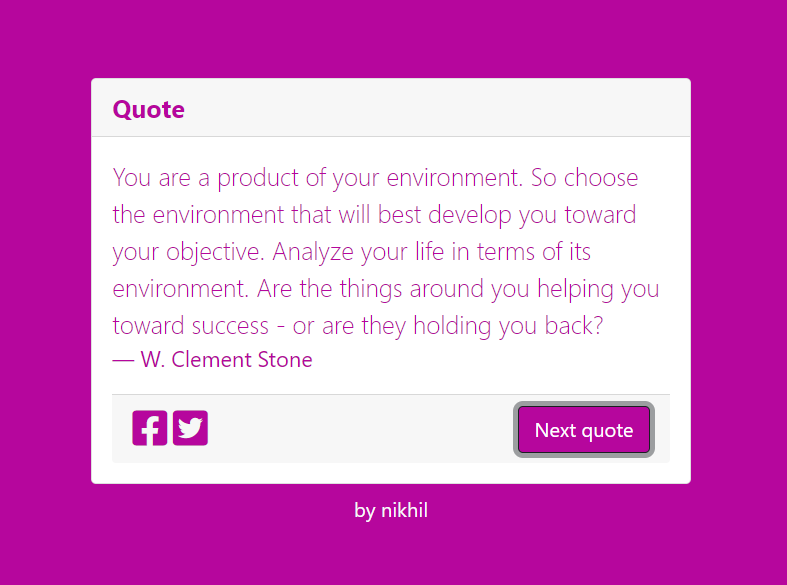 Quote
You are a product of your environment. So choose
the environment that will best develop you toward
your objective. Analyze your life in terms of its
environment. Are the things around you helping you
toward success - or are they holding you back?
— W. Clement Stone
Next quote
by nikhil